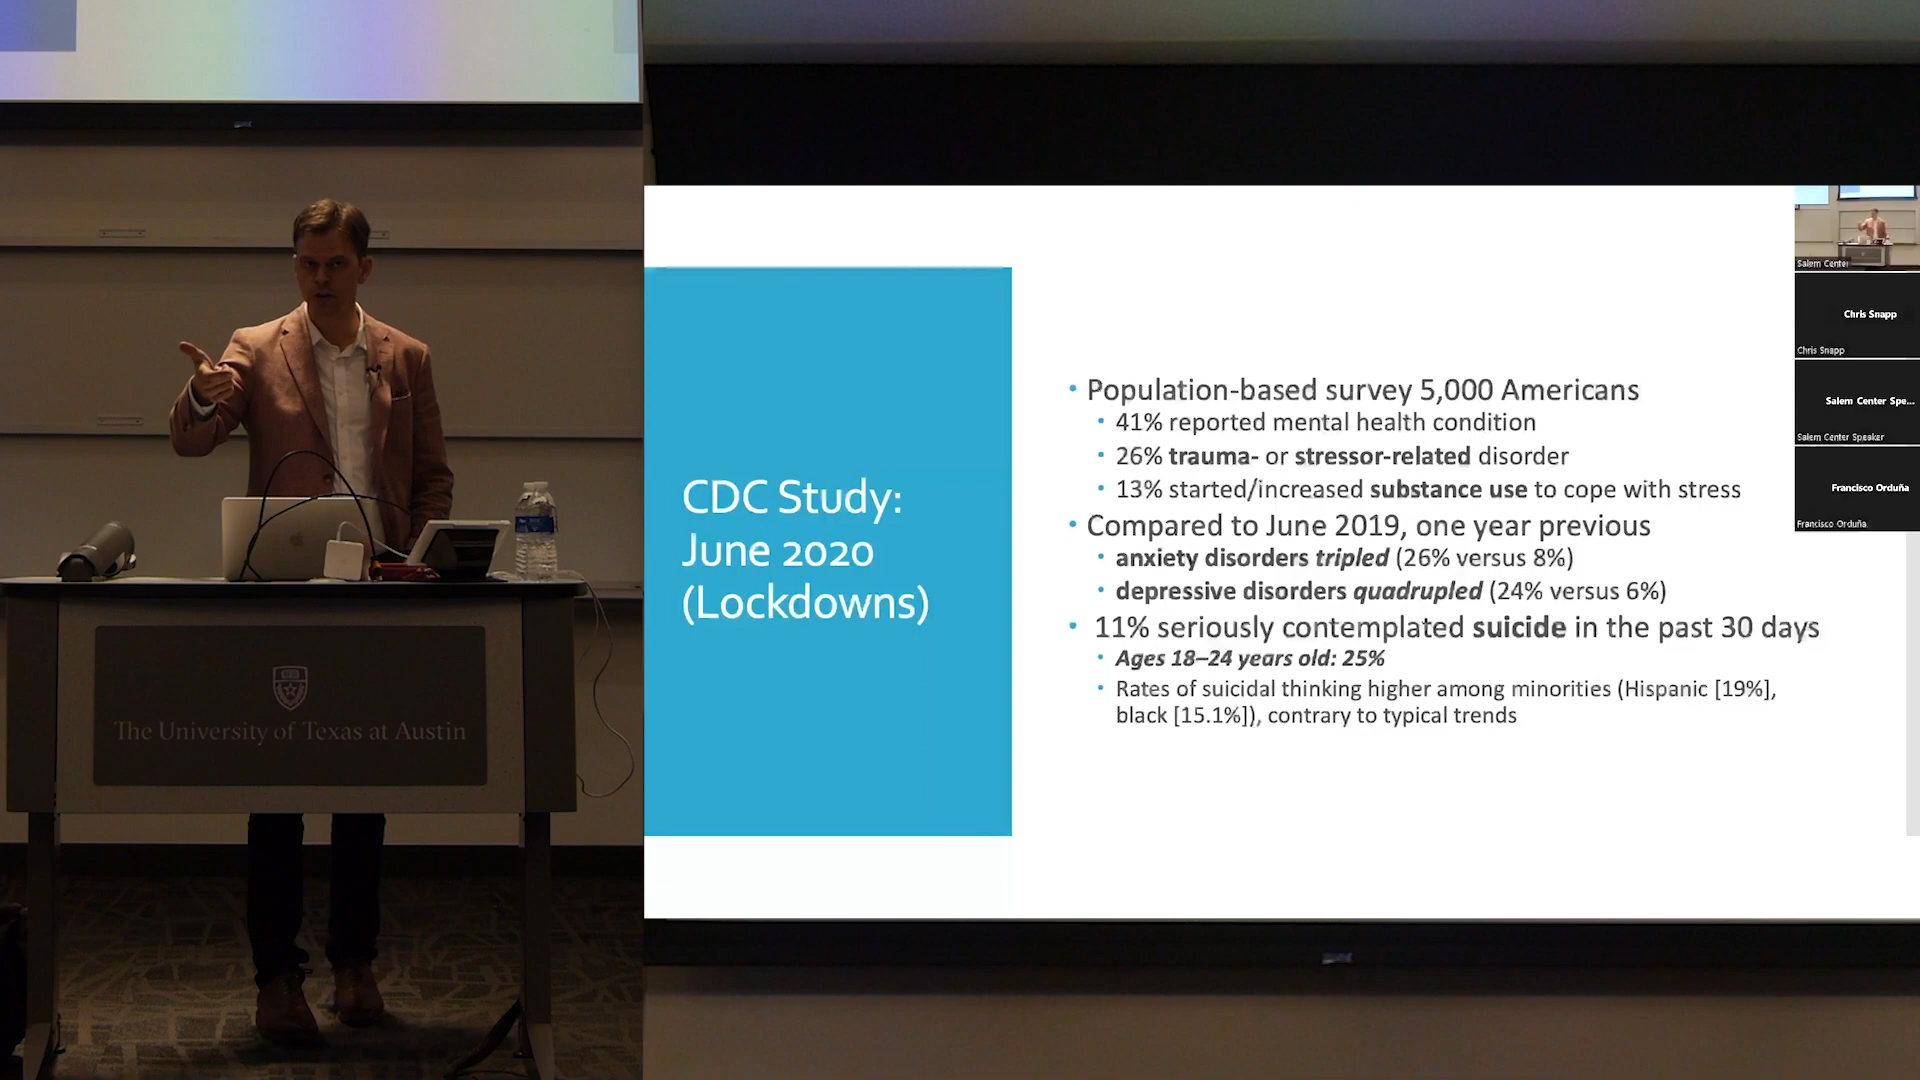 The University of Texas at Austin
CDC Study:
June 2020
(Lockdowns)
• Population-based survey 5,000 Americans
• 41% reported mental health condition
• 26% trauma- or stressor-related disorder
• 13% started/increased substance use to cope with stress
• Compared to June 2019, one year previous
• anxiety disorders tripled (26% versus 8%)
• depressive disorders quadrupled (24% versus 6%)
• 11% seriously contemplated suicide in the past 30 days
• Ages 18–24 years old: 25%
• Rates of suicidal thinking higher among minorities (Hispanic [19%],
black [15.1%]), contrary to typical trends
Salem Center
Chris Snapp
Chris Snapp
Salem Center Spe...
Salem Center Speaker
Francisco Orduña
Francisco Orduña